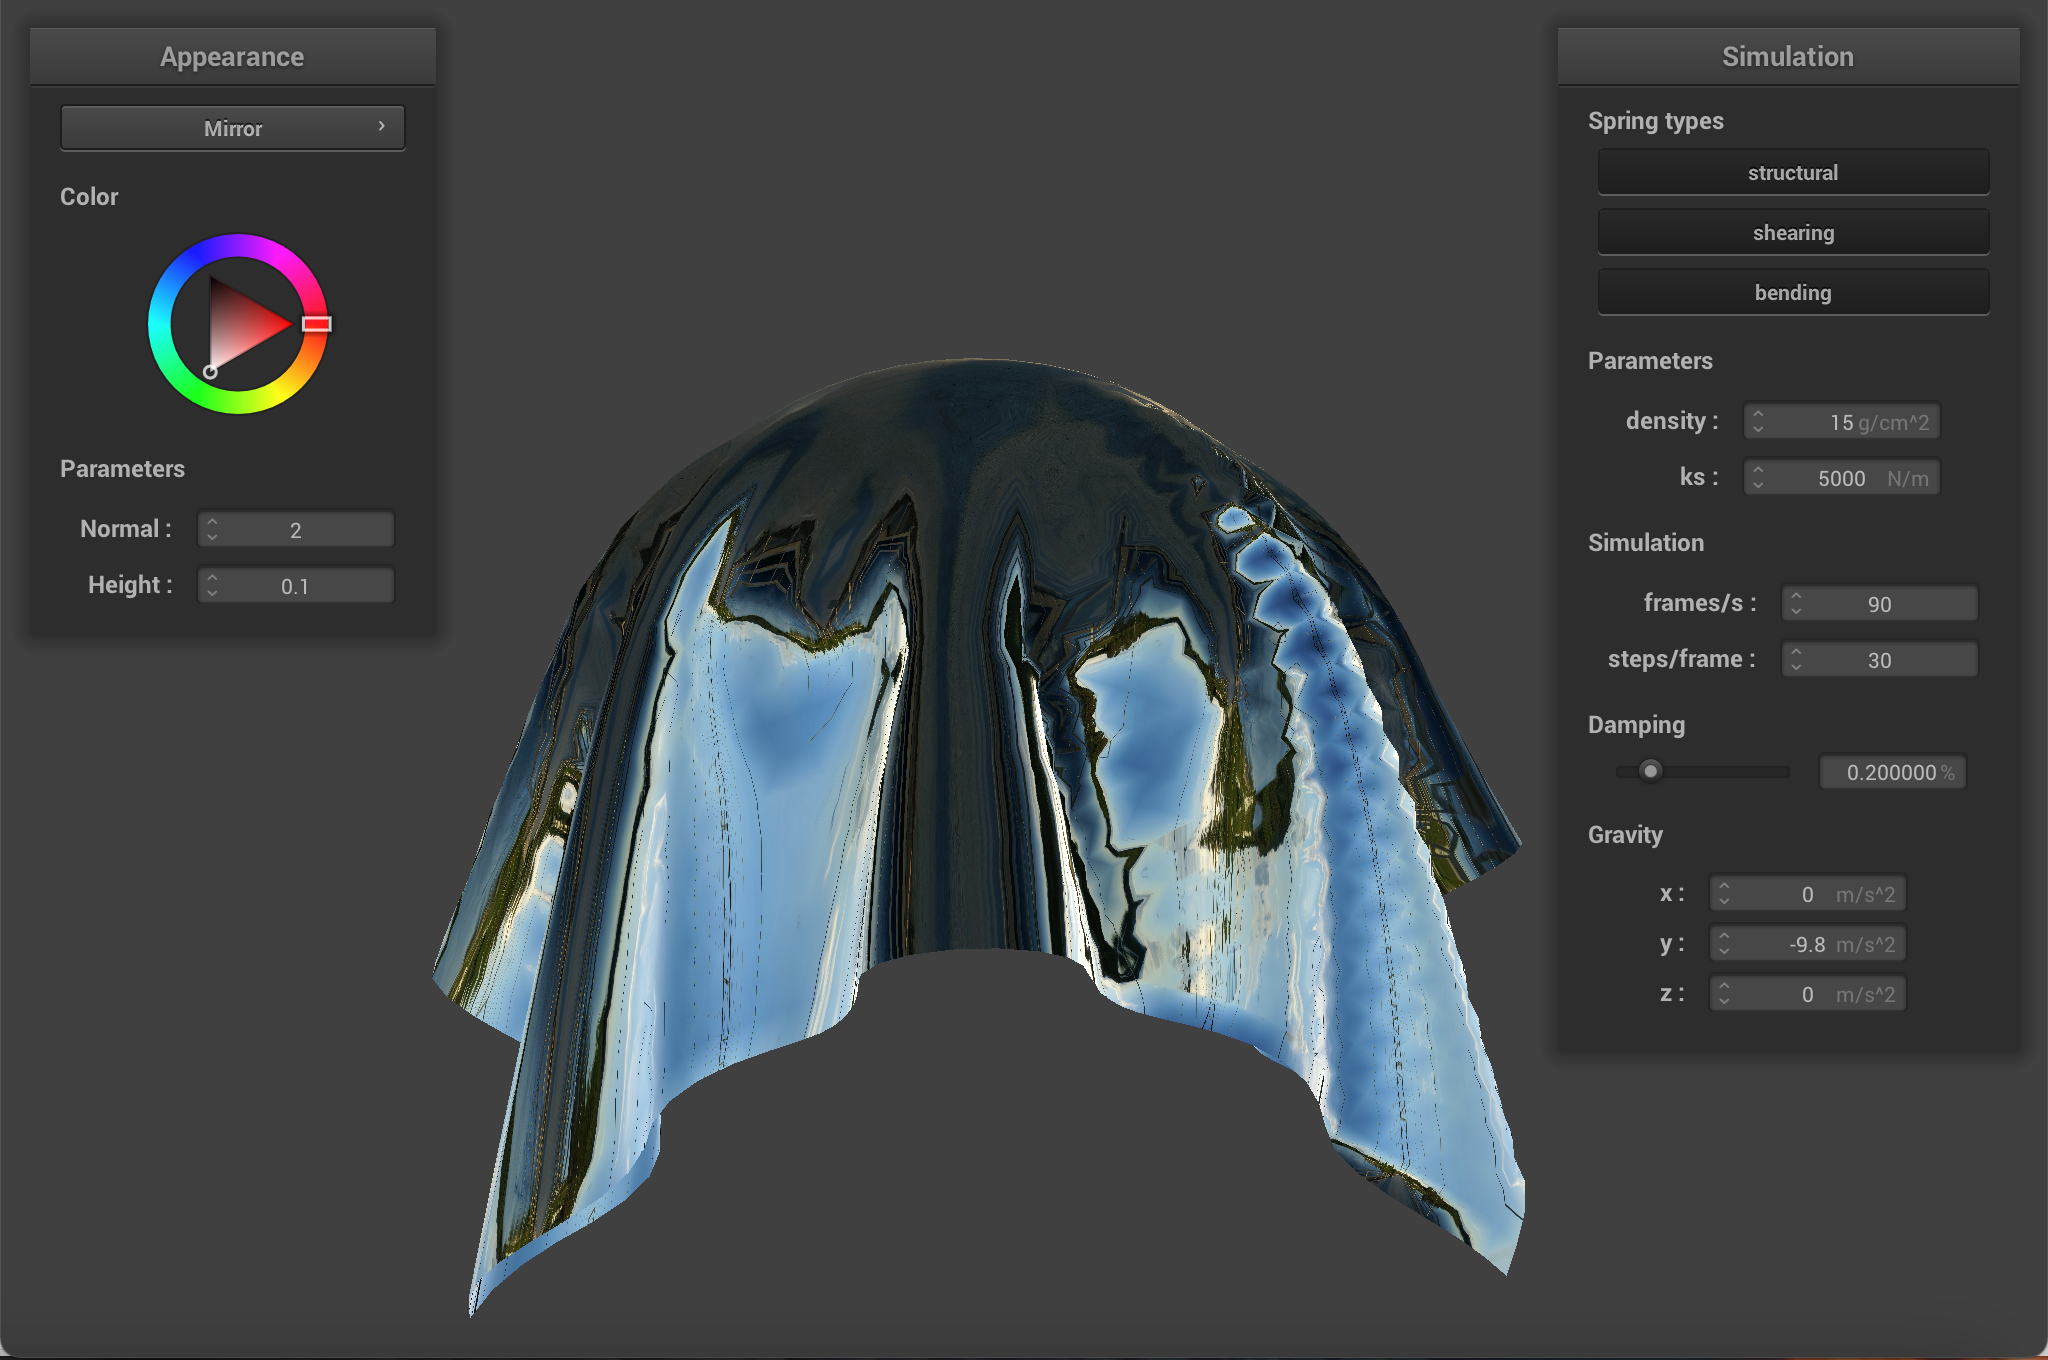 Appearance
Mirror
Color
Parameters
Normal : 2
Height : 0.1
Simulation
Spring types
structural
shearing
bending
Parameters
density : 15 g/cm^2
ks : 5000 N/m
Simulation
frames/s : 90
steps/frame : 30
Damping
0.200000 %
Gravity
x : 0 m/s^2
y : -9.8 m/s^2
z : 0 m/s^2